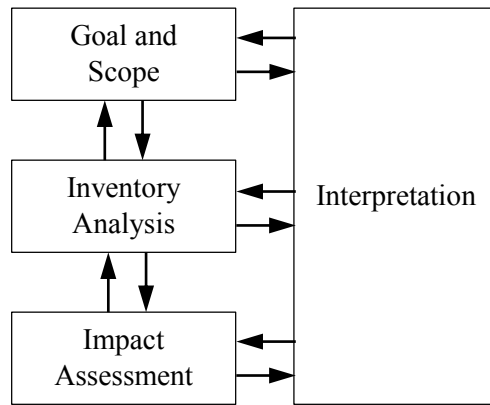 Goal and
Scope
Inventory
Analysis
Interpretation
Impact
Assessment